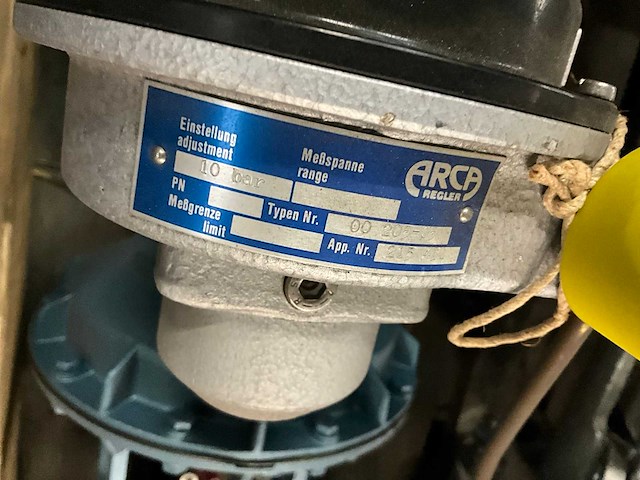 Einstellung
adjustment
10 bar
Meßspanne
range
ARCA
REGLER
PN
Typen Nr.
Meßgrenze
limit
App. Nr.